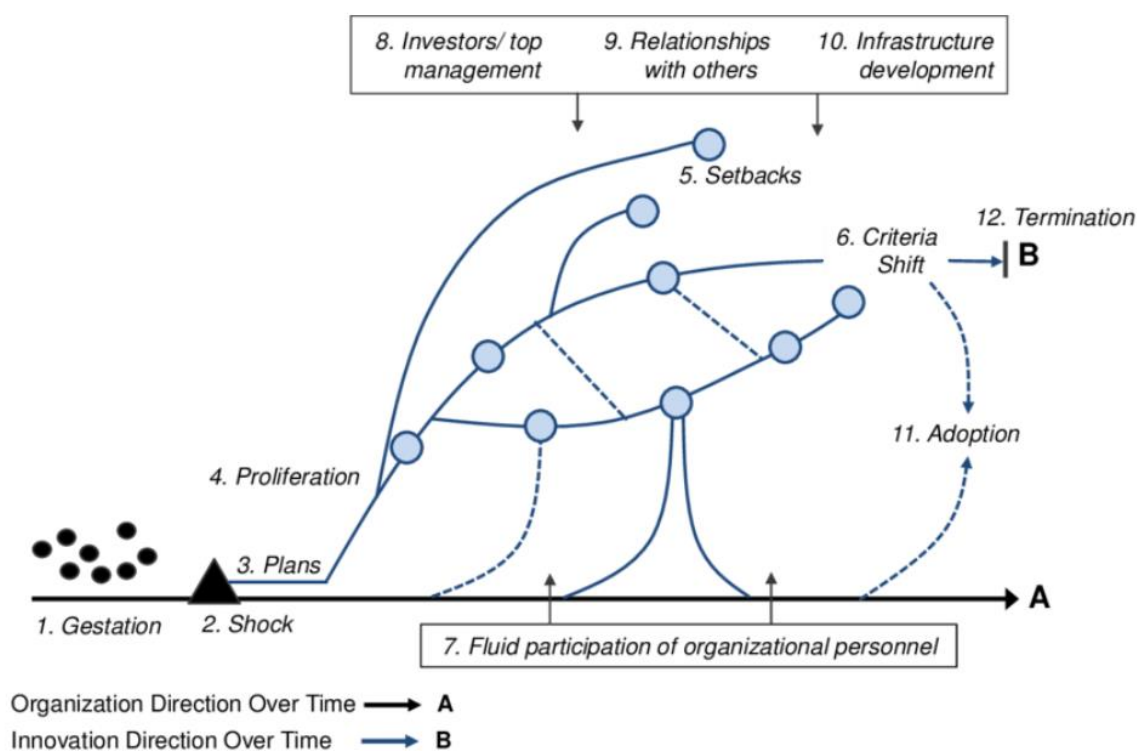 8. Investors/ top
management
9. Relationships
with others
10. Infrastructure
development
5. Setbacks
12. Termination
6. Criteria
Shift
B
11. Adoption
4. Proliferation
3. Plans
A
1. Gestation
2. Shock
7. Fluid participation of organizational personnel
Organization Direction Over Time A
Innovation Direction Over Time B